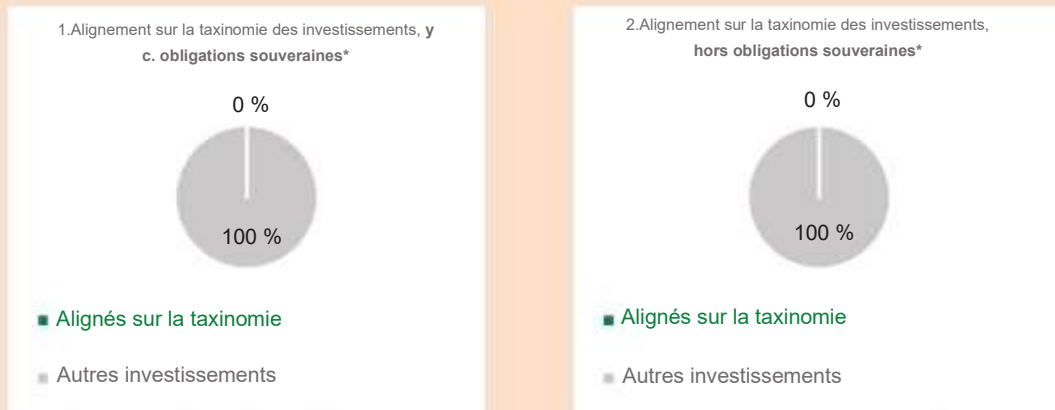 1.Alignement sur la taxinomie des investissements, y
c. obligations souveraines*
0 %
100 %
Alignés sur la taxinomie
Autres investissements
2.Alignement sur la taxinomie des investissements,
hors obligations souveraines*
0 %
100 %
Alignés sur la taxinomie
Autres investissements